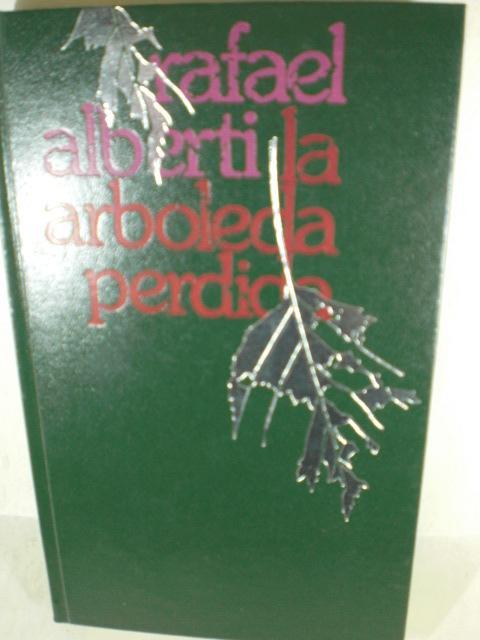 rafael
alberti la
arboleda
perdida